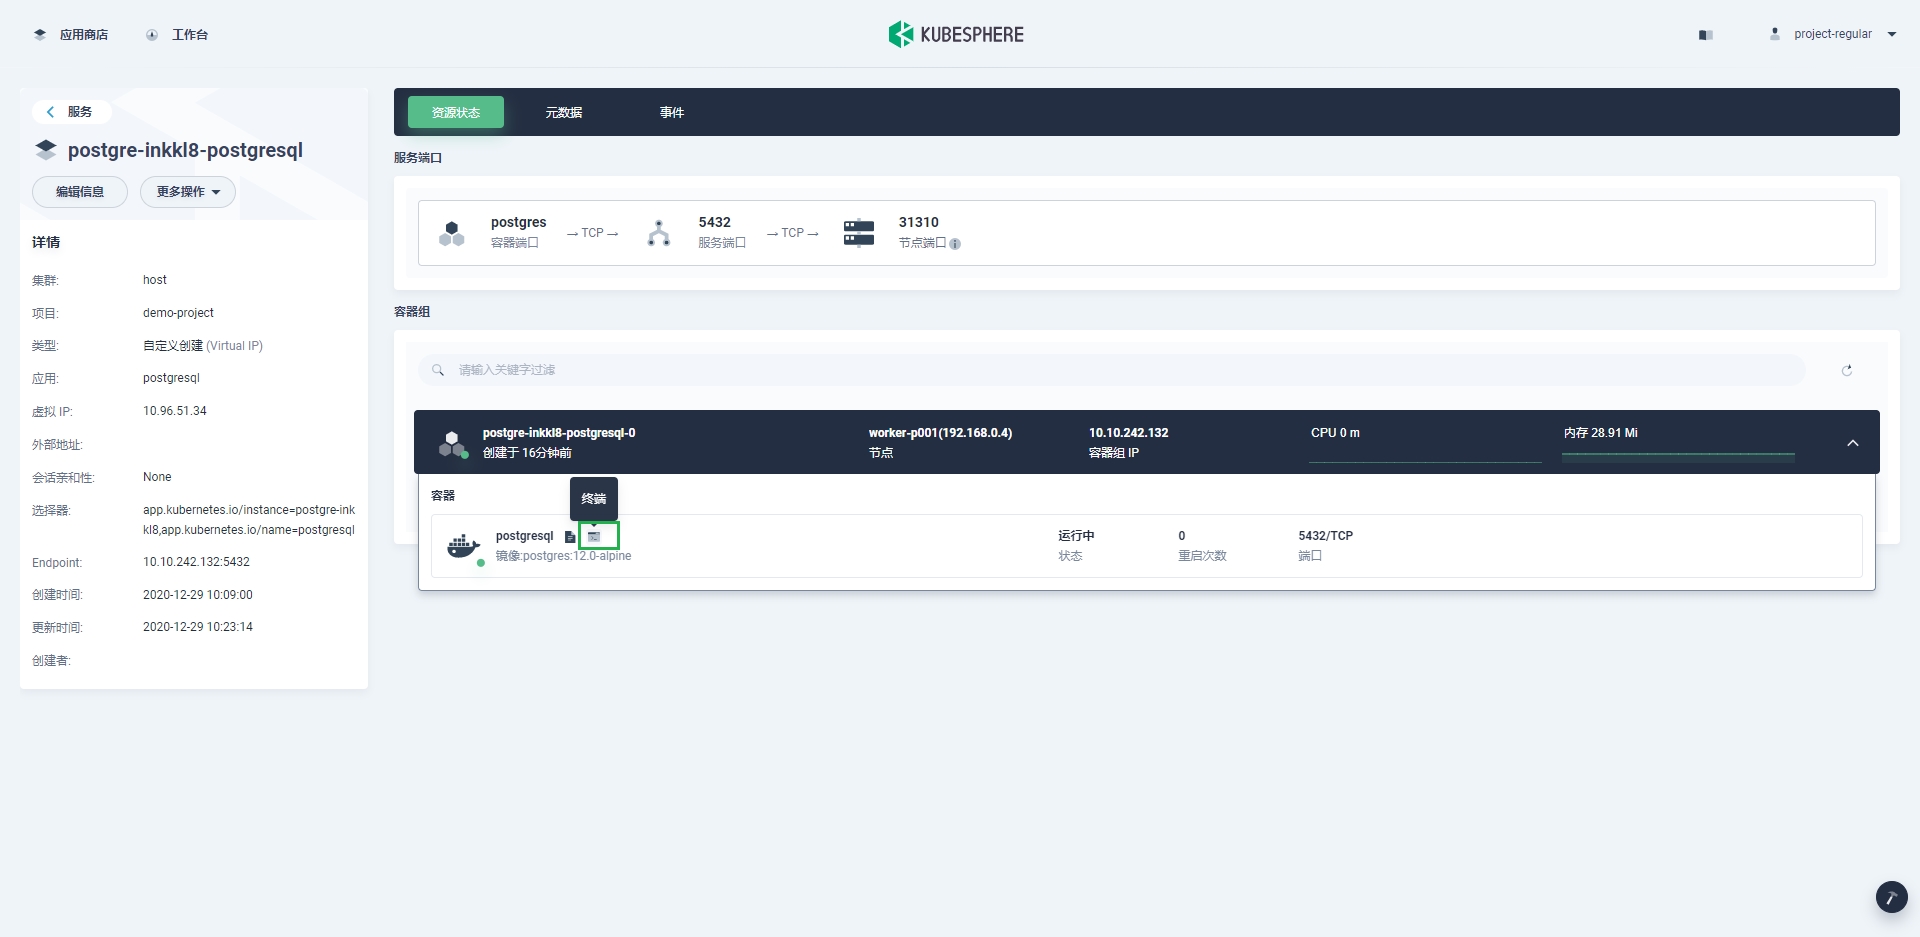 应用商店
工作台
KUBESPHERE
project-regular
服务
postgre-inkkl8-postgresql
编辑信息
更多操作
详情
集群: host
项目: demo-project
类型: 自定义创建 (Virtual IP)
应用: postgresql
虚拟 IP: 10.96.51.34
外部地址:
会话亲和性: None
选择器: app.kubernetes.io/instance=postgre-ink
kl8,app.kubernetes.io/name=postgresql
Endpoint: 10.10.242.132:5432
创建时间: 2020-12-29 10:09:00
更新时间: 2020-12-29 10:23:14
创建者:
资源状态 元数据 事件
服务端口
postgres →TCP→ 5432 →TCP→ 31310
容器端口 服务端口 节点端口
容器组
请输入关键字过滤
postgre-inkkl8-postgresql-0 worker-p001(192.168.0.4) 10.10.242.132 CPU 0 m 内存 28.91 Mi
创建于 16分钟前 节点 容器组 IP
容器
终端
postgresql 运行中 0 5432/TCP
镜像:postgres:12.0-alpine 状态 重启次数 端口